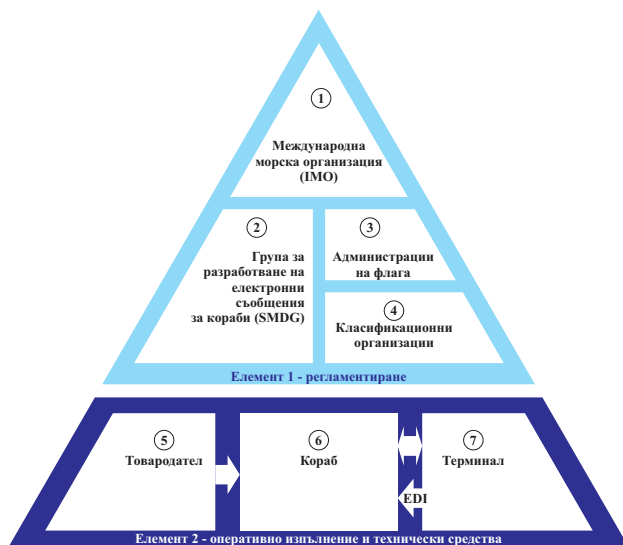 1
Международна
морска организация
(IMO)
2
Група за
разработване на
електронни
съобщения
за кораби (SMDG)
3
Администрации
на флага
4
Класификационни
организации
Елемент 1 - регламентиране
5
Товародател
6
Кораб
7
Терминал
EDI
Елемент 2 - оперативно изпълнение и технически средства